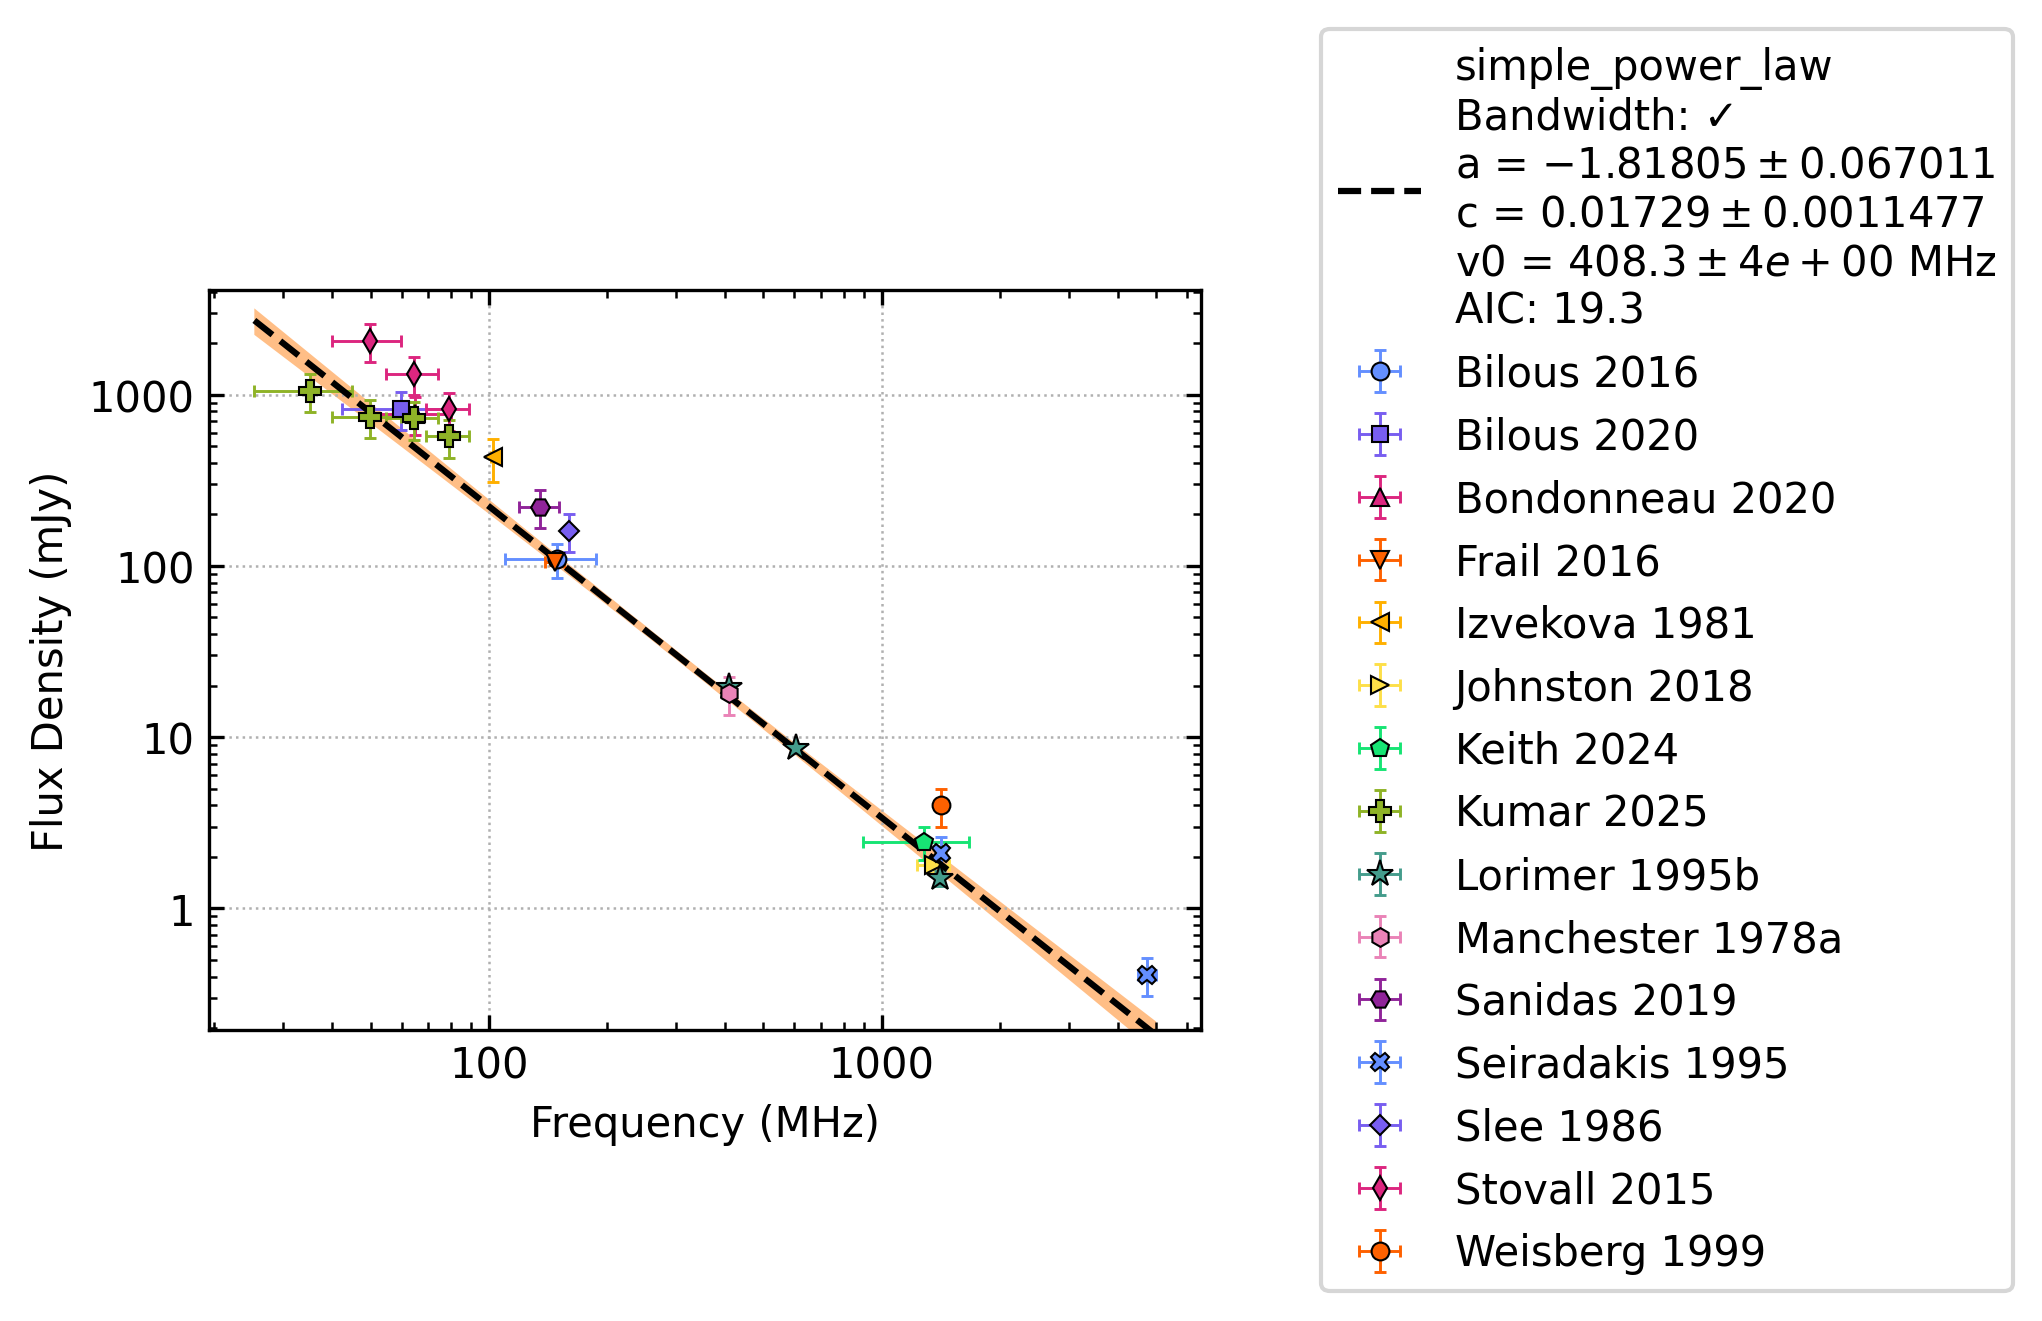 simple_power_law
Bandwidth: ✓
a = −1.81805 ± 0.067011
c = 0.01729 ± 0.0011477
v0 = 408.3 ± 4e + 00 MHz
AIC: 19.3
Bilous 2016
Bilous 2020
Bondonneau 2020
Frail 2016
Izvekova 1981
Johnston 2018
Keith 2024
Kumar 2025
Lorimer 1995b
Manchester 1978a
Sanidas 2019
Seiradakis 1995
Slee 1986
Stovall 2015
Weisberg 1999
Flux Density (mJy)
1000
100
10
1
100
1000
Frequency (MHz)